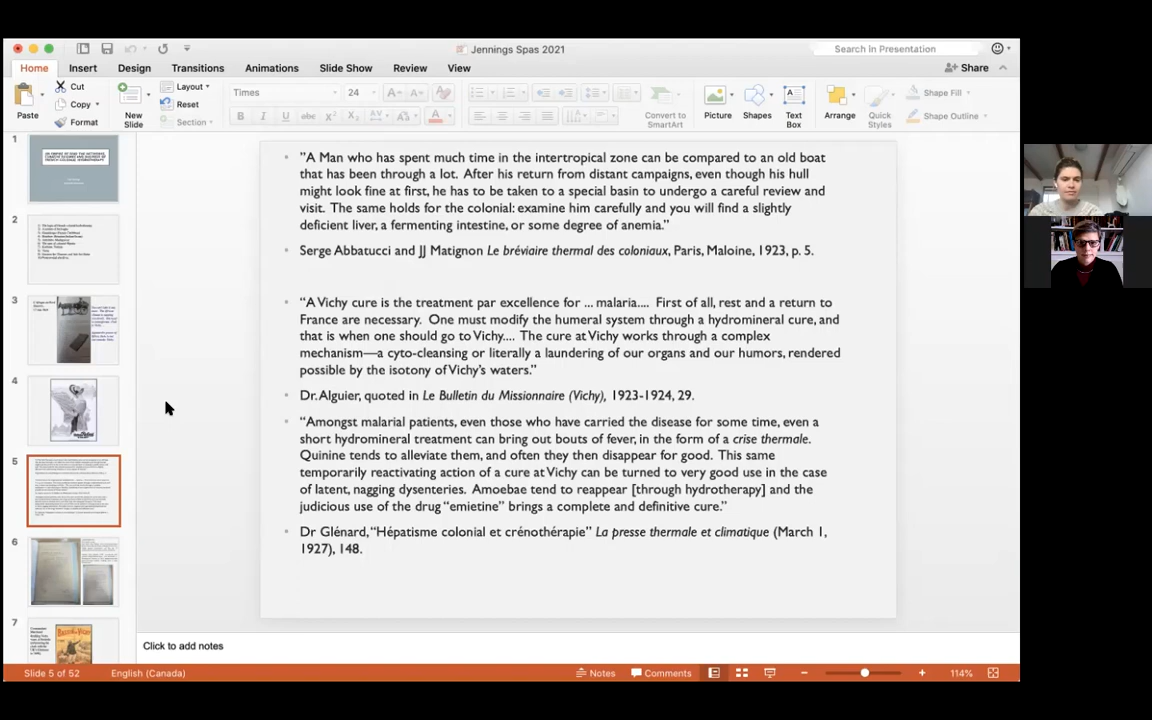 Jennings Spas 2021
Search in Presentation
Home Insert Design Transitions Animations Slide Show Review View Share
Paste
Cut
Copy
Format
New Slide
Layout
Reset
Section
Times 24
Convert to SmartArt
Picture
Shapes
Text Box
Arrange
Quick Styles
Shape Fill
Shape Outline
1
2
3
4
5
6
7
"A Man who has spent much time in the intertropical zone can be compared to an old boat
that has been through a lot. After his return from distant campaigns, even though his hull
might look fine at first, he has to be taken to a special basin to undergo a careful review and
visit. The same holds for the colonial: examine him carefully and you will find a slightly
deficient liver, a fermenting intestine, or some degree of anemia."
Serge Abbatucci and JJ Matignon Le bréviaire thermal des coloniaux, Paris, Maloine, 1923, p. 5.
"A Vichy cure is the treatment par excellence for ... malaria.... First of all, rest and a return to
France are necessary. One must modify the humeral system through a hydromineral cure, and
that is when one should go to Vichy.... The cure at Vichy works through a complex
mechanism—a cyto-cleansing or literally a laundering of our organs and our humors, rendered
possible by the isotony of Vichy's waters."
Dr. Alguier, quoted in Le Bulletin du Missionnaire (Vichy), 1923-1924, 29.
"Amongst malarial patients, even those who have carried the disease for some time, even a
short hydromineral treatment can bring out bouts of fever, in the form of a crise thermale.
Quinine tends to alleviate them, and often they then disappear for good. This same
temporarily reactivating action of a cure at Vichy can be turned to very good use in the case
of latent, nagging dysenteries. Amoebae tend to reappear [through hydrotherapy] and the
judicious use of the drug "emietine" brings a complete and definitive cure."
Dr Glénard, "Hépatisme colonial et crénothérapie" La presse thermale et climatique (March 1,
1927), 148.
Click to add notes
Slide 5 of 52 English (Canada) Notes Comments 114%